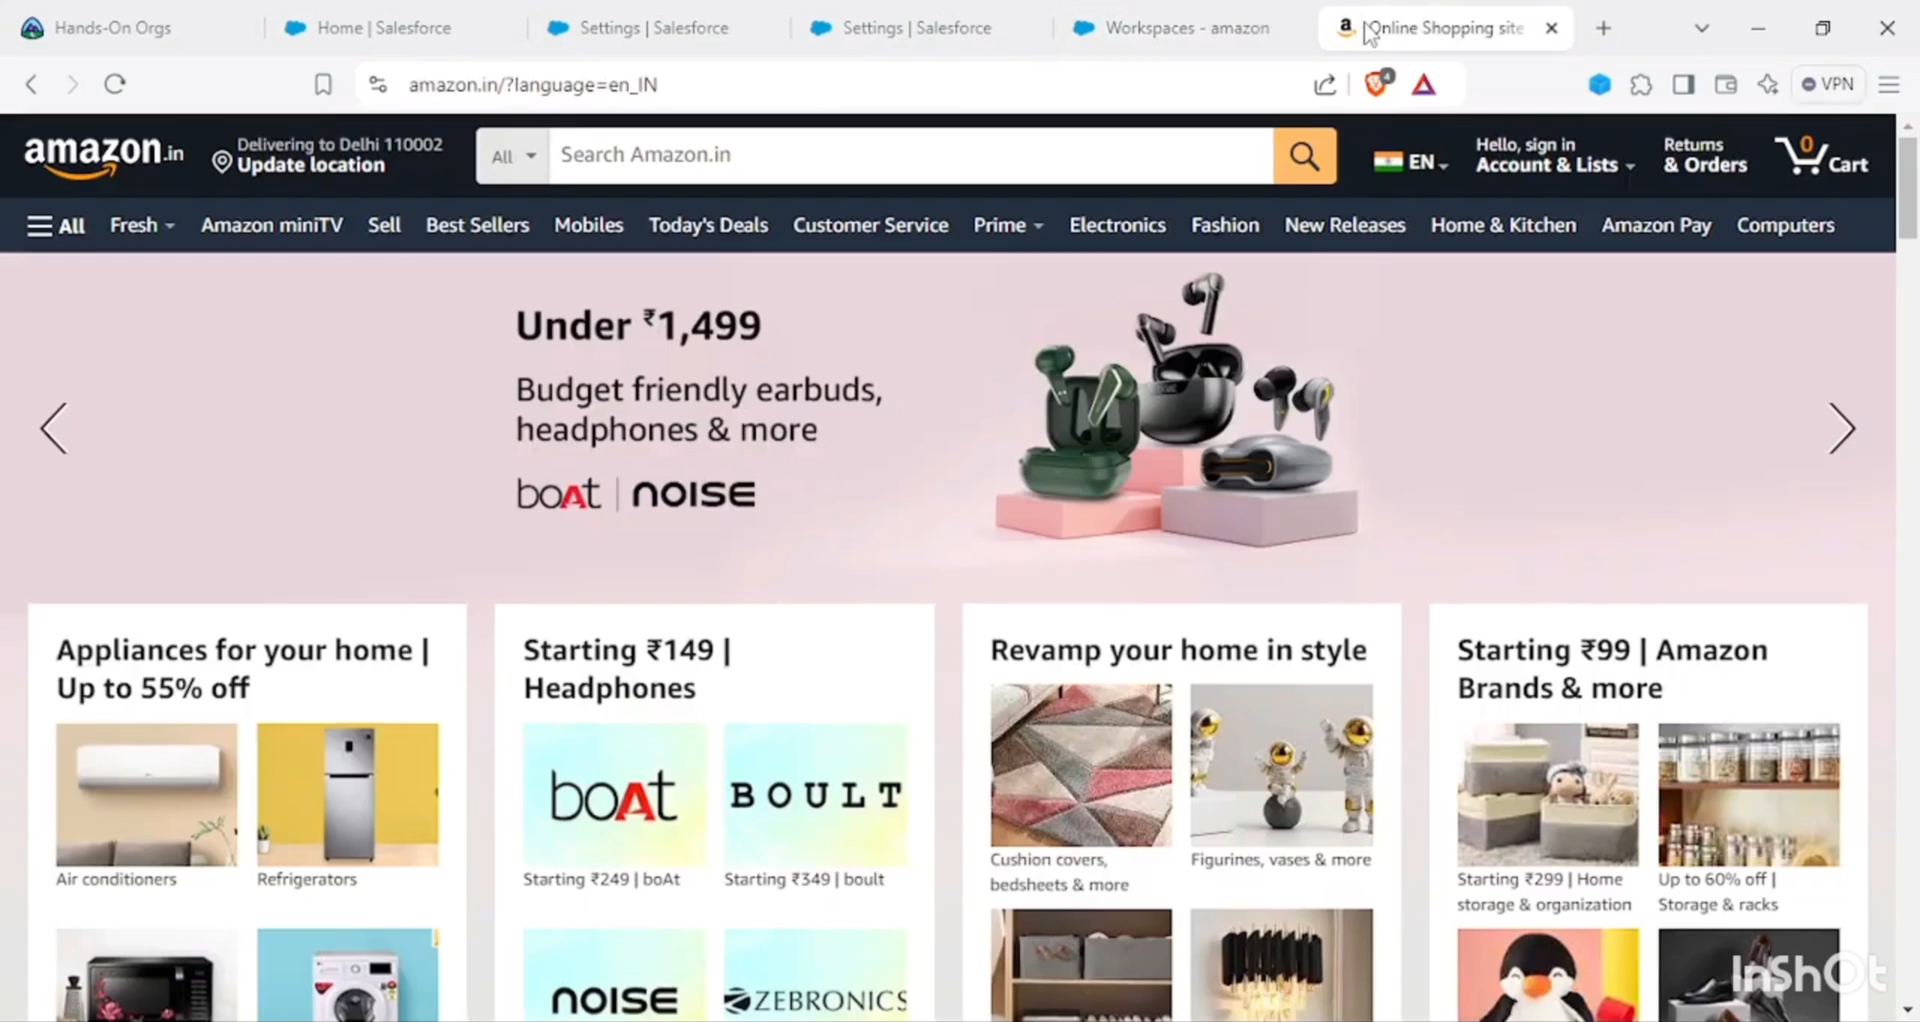 Hands-On Orgs
Home | Salesforce
Settings | Salesforce
Settings | Salesforce
Workspaces - amazon
Online Shopping site
amazon.in/?language=en_IN
4
VPN
amazon.in
Delivering to Delhi 110002
Update location
All
Search Amazon.in
EN
Hello, sign in
Account & Lists
Returns
& Orders
0
Cart
All
Fresh
Amazon miniTV
Sell
Best Sellers
Mobiles
Today's Deals
Customer Service
Prime
Electronics
Fashion
New Releases
Home & Kitchen
Amazon Pay
Computers
Under ₹1,499
Budget friendly earbuds,
headphones & more
boAt | NOISE
Appliances for your home |
Up to 55% off
Air conditioners
Refrigerators
Starting ₹149 |
Headphones
boAt
BOULT
Starting ₹249 | boAt
Starting ₹349 | boult
NOISE
ZEBRONICS
Revamp your home in style
Cushion covers,
bedsheets & more
Figurines, vases & more
Starting ₹99 | Amazon
Brands & more
Starting ₹299 | Home
storage & organization
Up to 60% off |
Storage & racks
InShOt